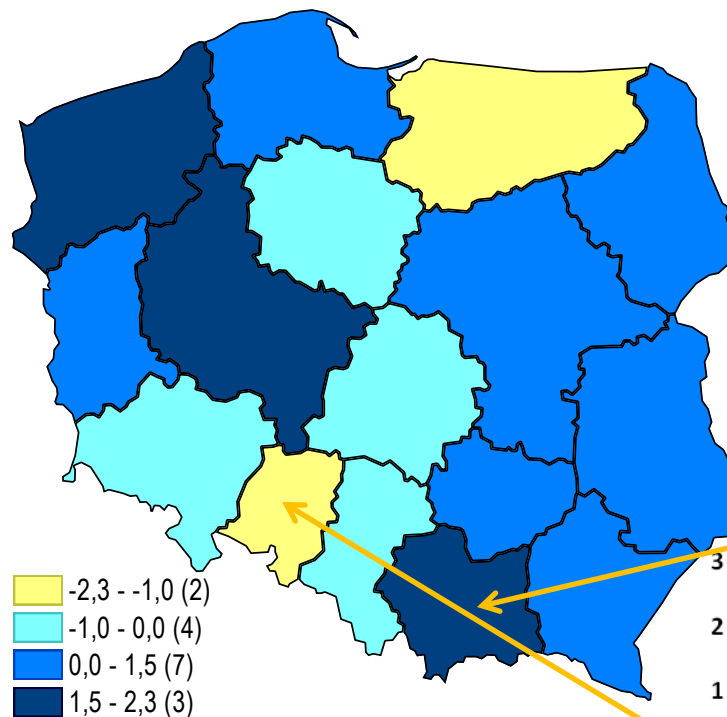 -2,3 - -1,0 (2)
-1,0 - 0,0 (4)
0,0 - 1,5 (7)
1,5 - 2,3 (3)
3
2
1